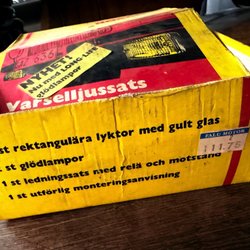 NYHET
Nu med LONG-LIFE
glödlampor
varselljussats
st rektangulära lyktor med gult glas
st glödlampor
1 st ledningssats med relä och motstånd
1 st utförlig monteringsanvisning
FALU MOTOR
111.75